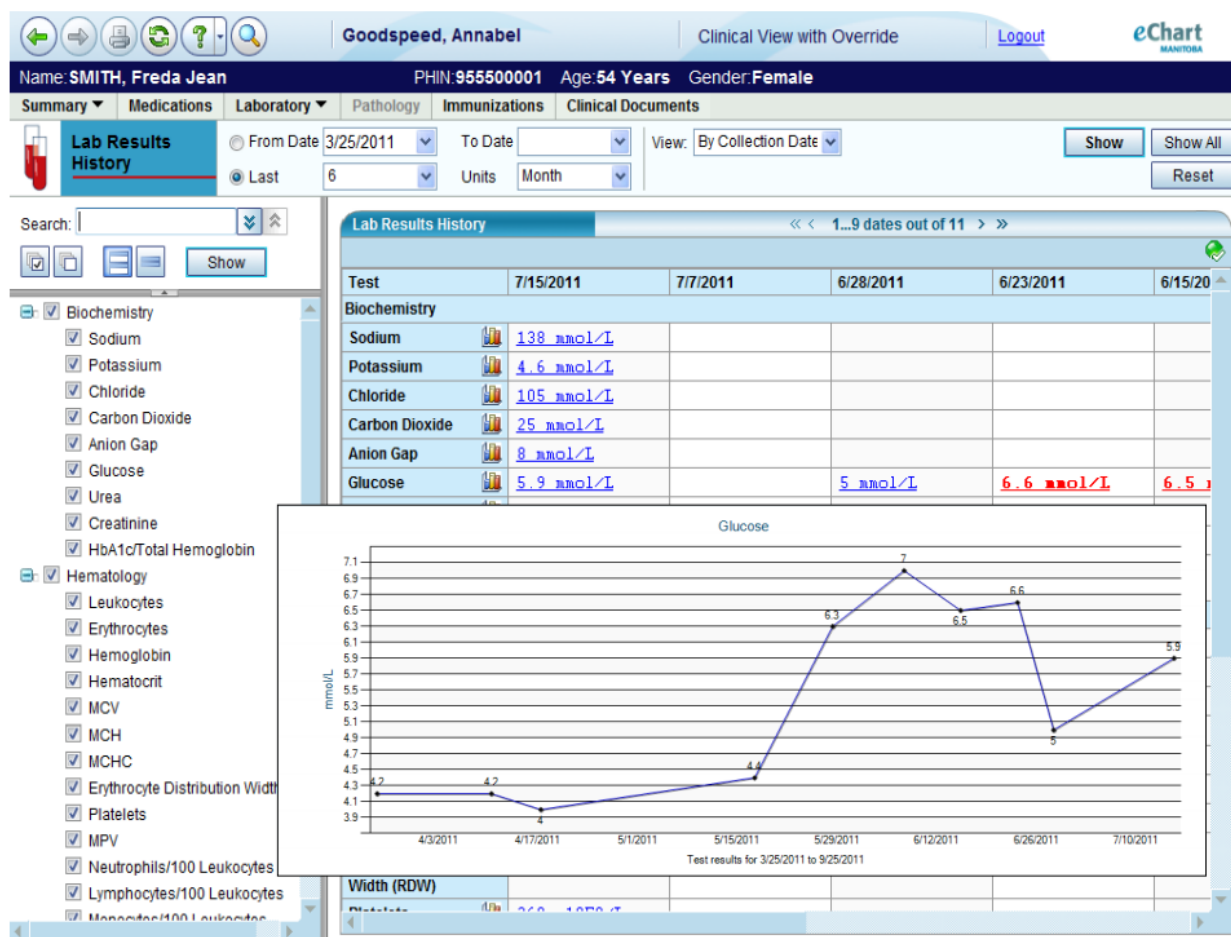 Goodspeed, Annabel Clinical View with Override Logout eChart MANITOBA
Name:SMITH, Freda Jean PHIN:955500001 Age:54 Years Gender:Female
Summary Medications Laboratory Pathology Immunizations Clinical Documents
Lab Results History
From Date 3/25/2011 To Date View: By Collection Date Show Show All
Last 6 Units Month Reset
Search:
Show
Biochemistry
Sodium
Potassium
Chloride
Carbon Dioxide
Anion Gap
Glucose
Urea
Creatinine
HbA1c/Total Hemoglobin
Hematology
Leukocytes
Erythrocytes
Hemoglobin
Hematocrit
MCV
MCH
MCHC
Erythrocyte Distribution Width
Platelets
MPV
Neutrophils/100 Leukocytes
Lymphocytes/100 Leukocytes
Monocytes/100 Leukocytes
Lab Results History << < 1...9 dates out of 11 > >>
Test 7/15/2011 7/7/2011 6/28/2011 6/23/2011 6/15/20
Biochemistry
Sodium 138 mmol/L
Potassium 4.6 mmol/L
Chloride 105 mmol/L
Carbon Dioxide 25 mmol/L
Anion Gap 8 mmol/L
Glucose 5.9 mmol/L 5 mmol/L 6.6 mmol/L 6.5
Glucose
mmol/L
7.1
6.9
6.7
6.5
6.3
6.1
5.9
5.7
5.5
5.3
5.1
4.9
4.7
4.5
4.3
4.1
3.9
4.2 4.2 4 4.4 6.3 7 6.5 6.6 5 5.9
4/3/2011 4/17/2011 5/1/2011 5/15/2011 5/29/2011 6/12/2011 6/26/2011 7/10/2011
Test results for 3/25/2011 to 9/25/2011
Width (RDW)
Platelets